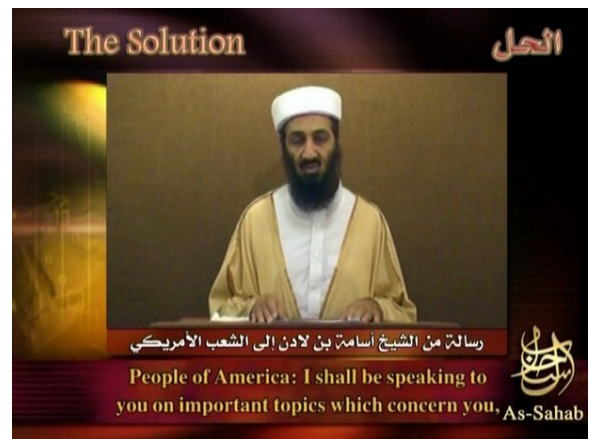 The Solution
الحل
رسالة من الشيخ أسامة بن لادن إلى الشعب الأمريكي
People of America: I shall be speaking to
you on important topics which concern you,
السحاب
As-Sahab